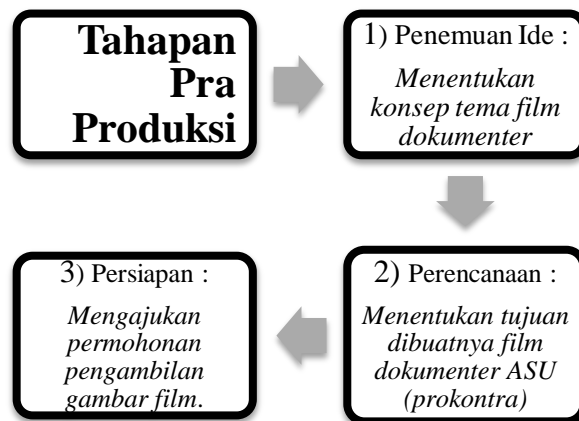 Tahapan
Pra
Produksi
1) Penemuan Ide :
Menentukan
konsep tema film
dokumenter
2) Perencanaan :
Menentukan tujuan
dibuatnya film
dokumenter ASU
(prokontra)
3) Persiapan :
Mengajukan
permohonan
pengambilan
gambar film.